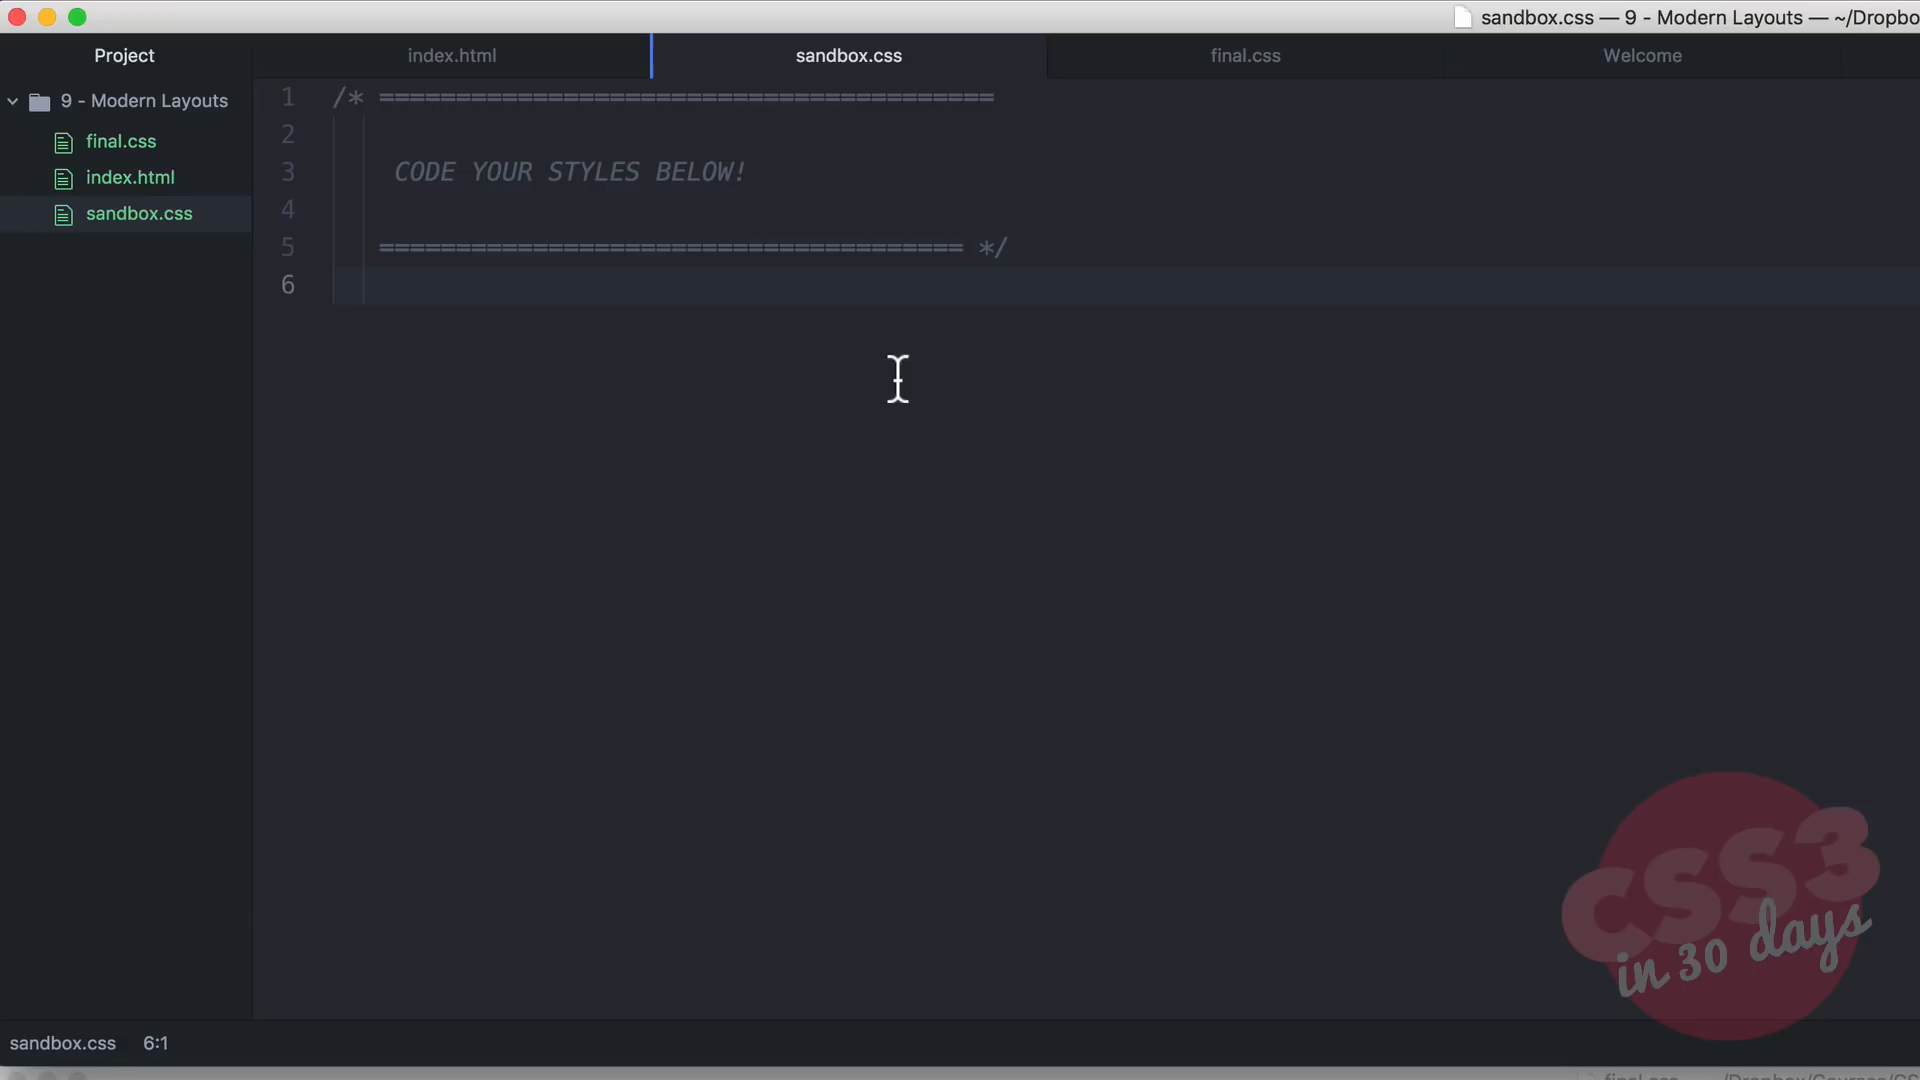 sandbox.css — 9 - Modern Layouts — ~/Dropbo
Project
index.html
sandbox.css
final.css
Welcome
9 - Modern Layouts
final.css
index.html
sandbox.css
1 /* ========================================
2
3 CODE YOUR STYLES BELOW!
4
5 ====================================== */
6
CSS3
in 30 days
sandbox.css 6:1